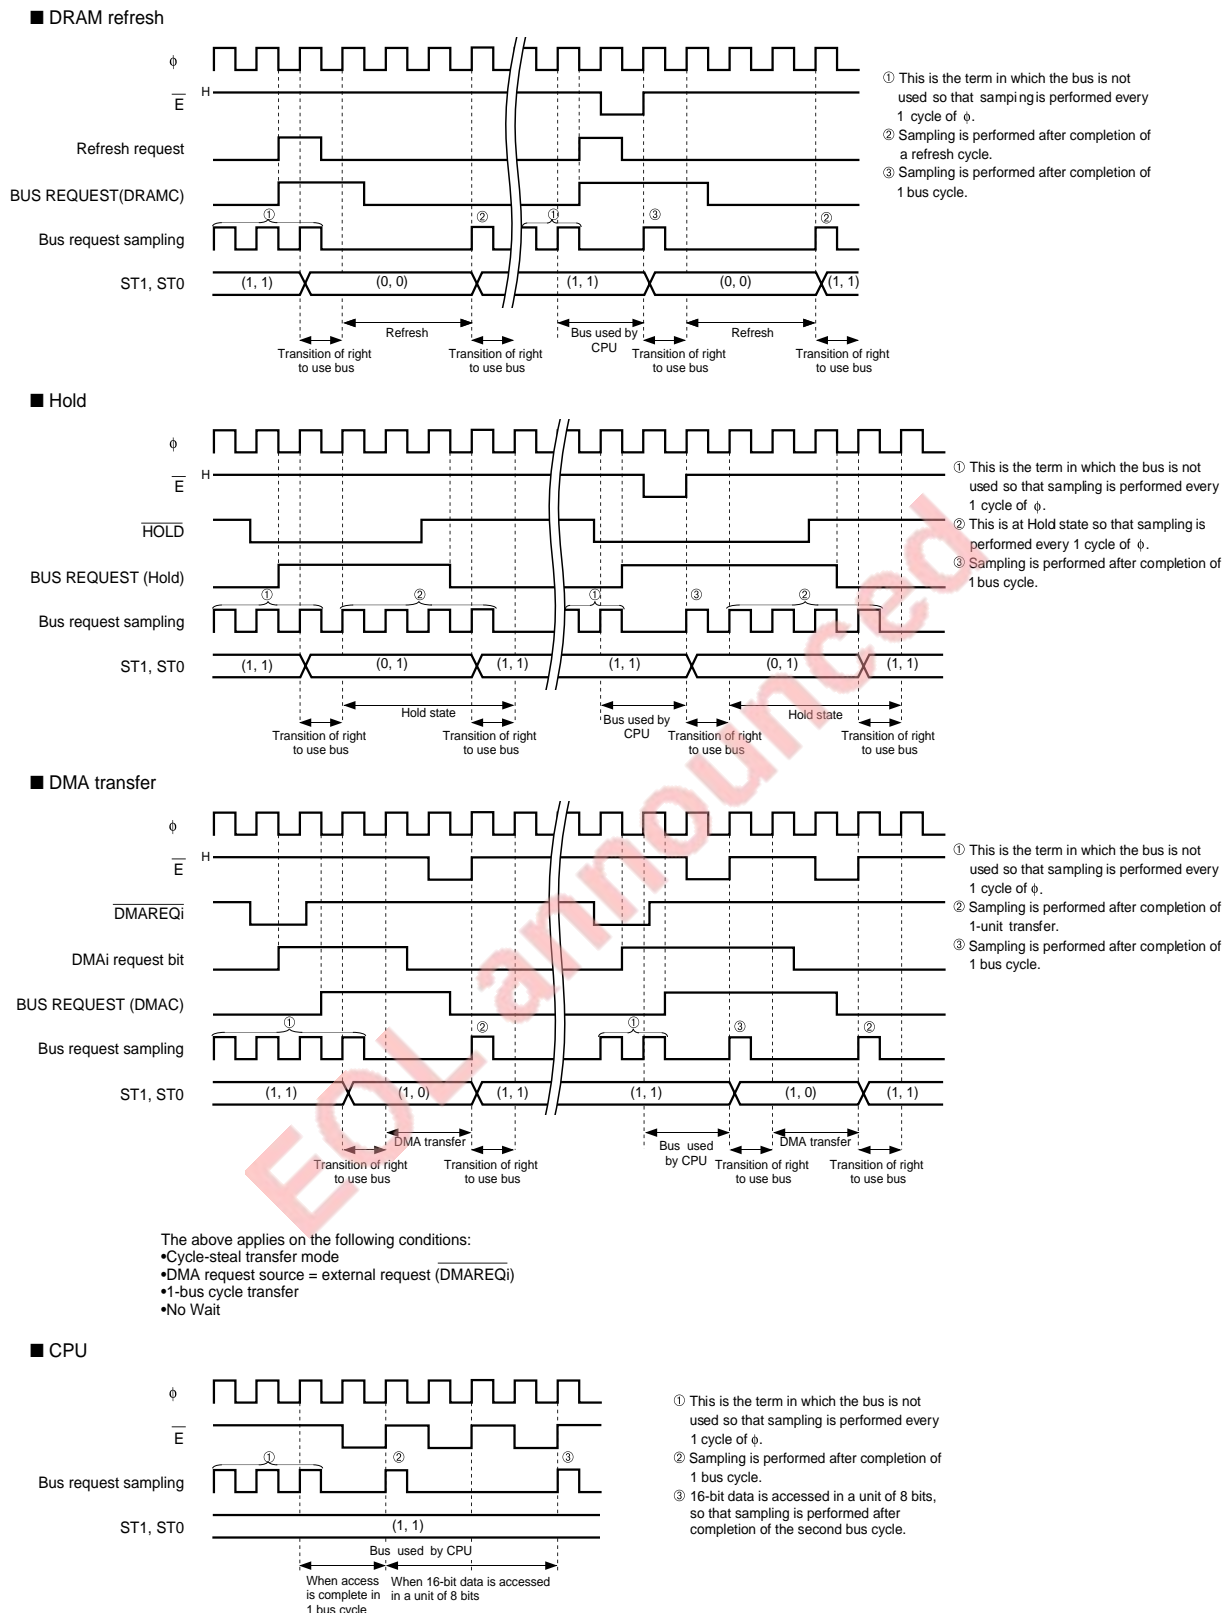 ■ DRAM refresh
φ
E
H
Refresh request
BUS REQUEST(DRAMC)
① ② ① ③ ②
Bus request sampling
ST1, ST0
(1, 1) (0, 0) (1, 1) (0, 0) (1, 1)
Refresh
Bus used by
CPU
Refresh
Transition of right
to use bus
Transition of right
to use bus
Transition of right
to use bus
Transition of right
to use bus
① This is the term in which the bus is not
used so that samping is performed every
1 cycle of φ.
② Sampling is performed after completion of
a refresh cycle.
③ Sampling is performed after completion of
1 bus cycle.
■ Hold
φ
E
H
HOLD
BUS REQUEST (Hold)
① ② ① ③ ②
Bus request sampling
ST1, ST0
(1, 1) (0, 1) (1, 1) (1, 1) (0, 1) (1, 1)
Hold state
Bus used by
CPU
Hold state
Transition of right
to use bus
Transition of right
to use bus
Transition of right
to use bus
Transition of right
to use bus
① This is the term in which the bus is not
used so that sampling is performed every
1 cycle of φ.
② This is at Hold state so that sampling is
performed every 1 cycle of φ.
③ Sampling is performed after completion of
1bus cycle.
■ DMA transfer
φ
E
H
DMAREQi
DMAi request bit
BUS REQUEST (DMAC)
① ② ① ③ ②
Bus request sampling
ST1, ST0
(1, 1) (1, 0) (1, 1) (1, 1) (1, 0) (1, 1)
DMA transfer
Bus used
by CPU
DMA transfer
Transition of right
to use bus
Transition of right
to use bus
Transition of right
to use bus
Transition of right
to use bus
① This is the term in which the bus is not
used so that sampling is performed every
1 cycle of φ.
② Sampling is performed after completion of
1-unit transfer.
③ Sampling is performed after completion of
1 bus cycle.
The above applies on the following conditions:
•Cycle-steal transfer mode
•DMA request source = external request (DMAREQi)
•1-bus cycle transfer
•No Wait
■ CPU
φ
E
① ② ③
Bus request sampling
ST1, ST0
(1, 1)
Bus used by CPU
When access
is complete in
1 bus cycle
When 16-bit data is accessed
in a unit of 8 bits
① This is the term in which the bus is not
used so that sampling is performed every
1 cycle of φ.
② Sampling is performed after completion of
1 bus cycle.
③ 16-bit data is accessed in a unit of 8 bits,
so that sampling is performed after
completion of the second bus cycle.
EOL announced